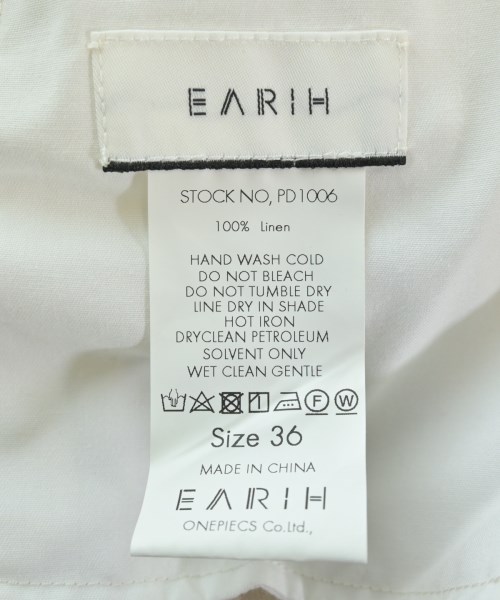 EARIH
STOCK NO, PD1006
100% Linen
HAND WASH COLD
DO NOT BLEACH
DO NOT TUMBLE DRY
LINE DRY IN SHADE
HOT IRON
DRYCLEAN PETROLEUM
SOLVENT ONLY
WET CLEAN GENTLE
F W
Size 36
MADE IN CHINA
EARIH
ONEPIECS Co.Ltd.,